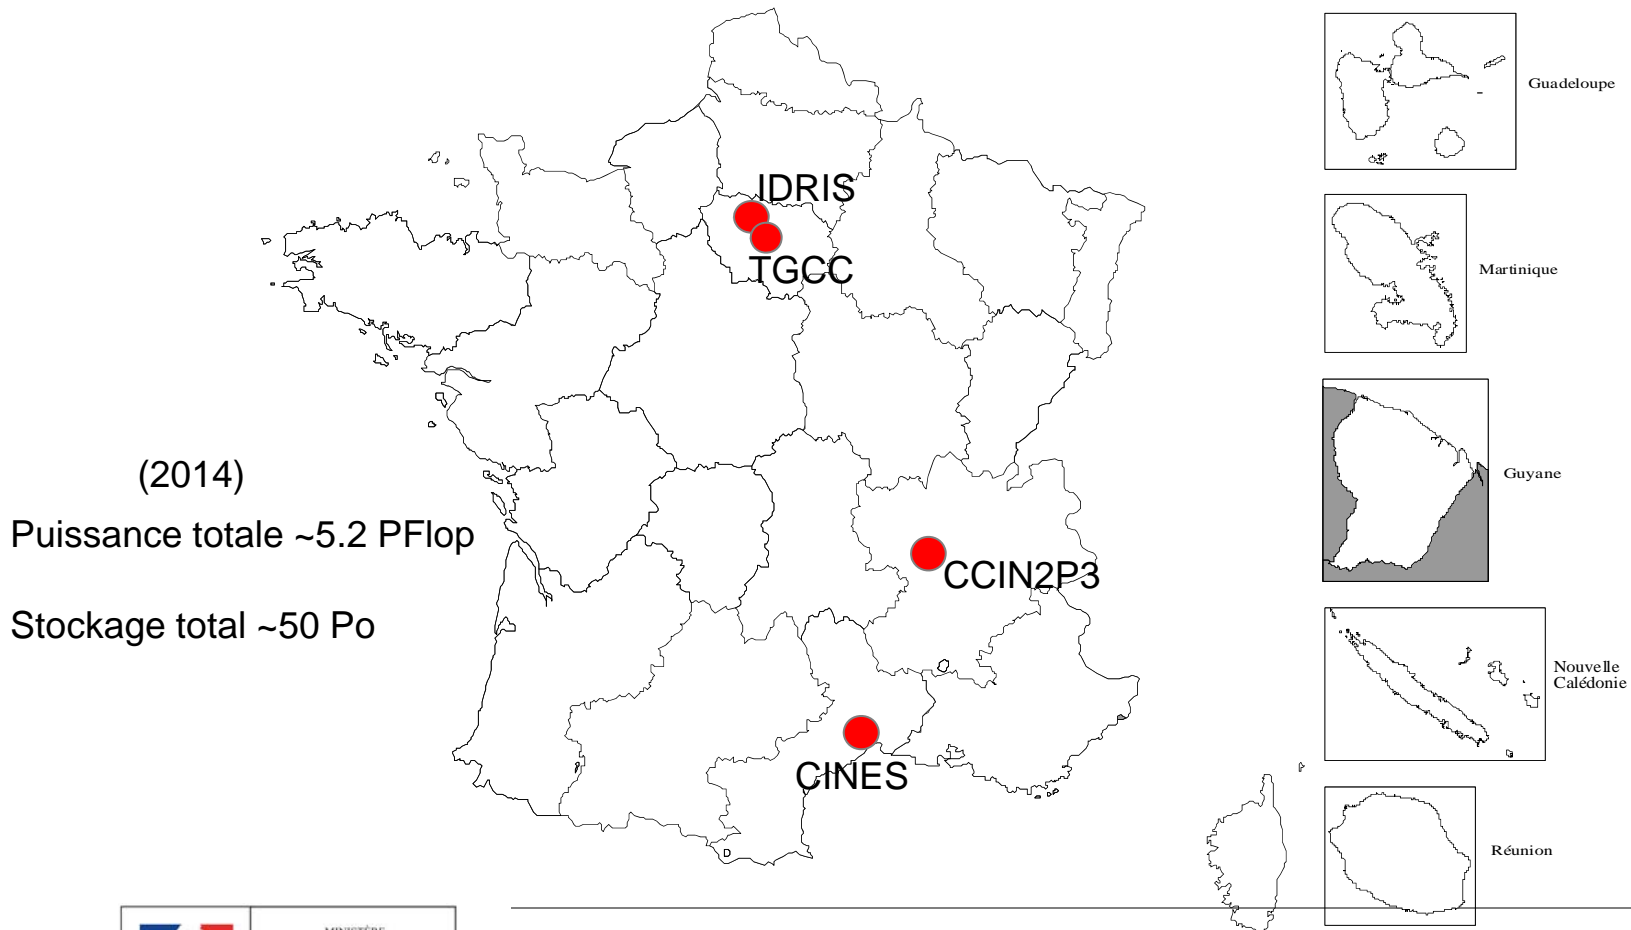 IDRIS
TGCC
(2014)
Puissance totale ~5.2 PFlop
CCIN2P3
Stockage total ~50 Po
CINES
Guadeloupe
Martinique
Guyane
Nouvelle
Calédonie
Réunion
MINISTÈRE